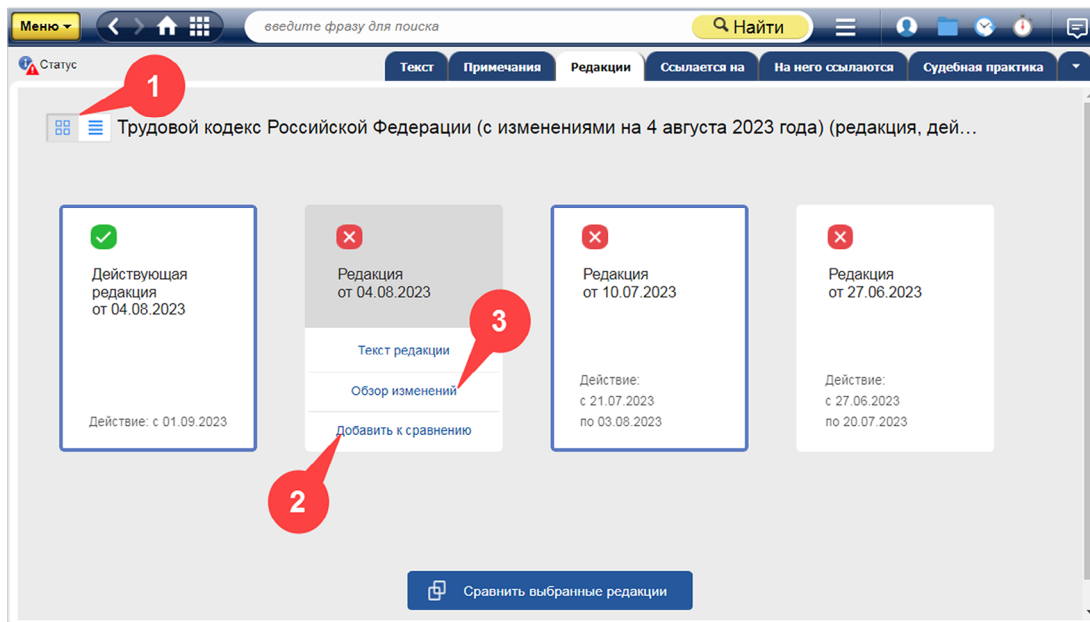 Меню
введите фразу для поиска
Найти
Статус
Текст
Примечания
Редакции
Ссылается на
На него ссылаются
Судебная практика
1
Трудовой кодекс Российской Федерации (с изменениями на 4 августа 2023 года) (редакция, дей...
Действующая
редакция
от 04.08.2023
Действие: с 01.09.2023
Редакция
от 04.08.2023
3
Текст редакции
Обзор изменений
Добавить к сравнению
2
Редакция
от 10.07.2023
Действие:
с 21.07.2023
по 03.08.2023
Редакция
от 27.06.2023
Действие:
с 27.06.2023
по 20.07.2023
Сравнить выбранные редакции